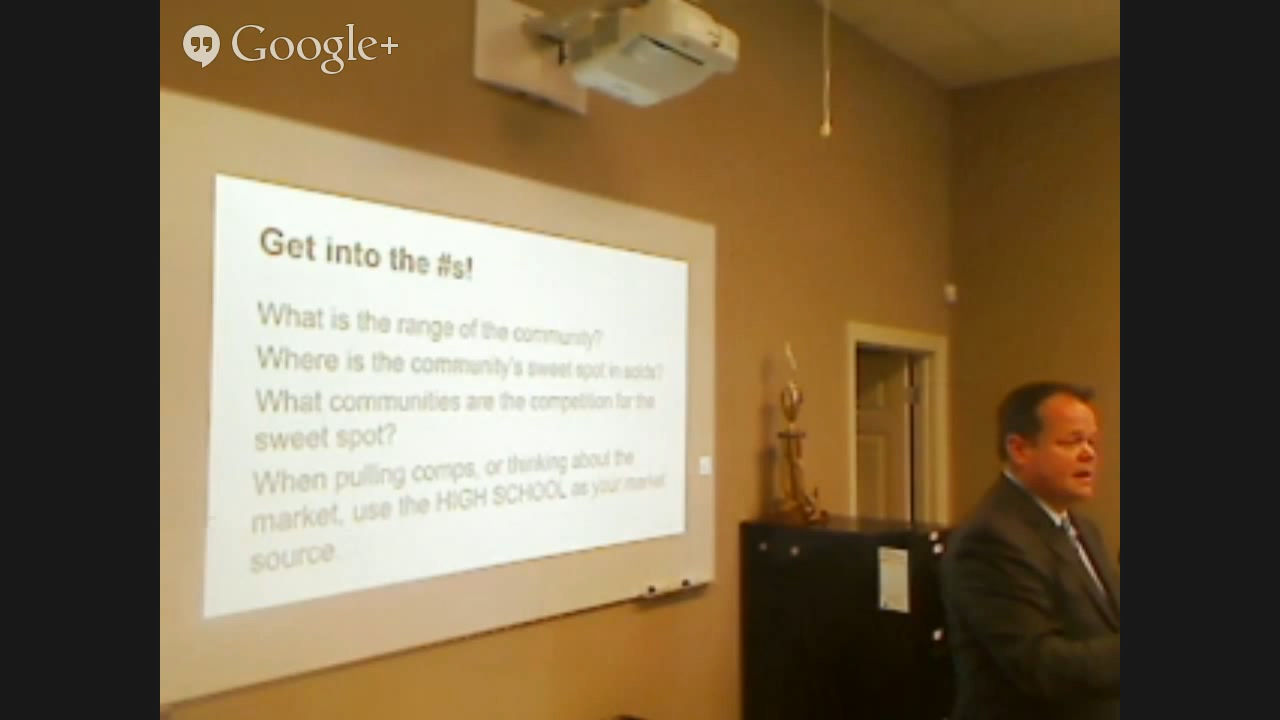 Google+
Get into the #s!
What is the range of the community?
Where is the community's sweet spot in solds?
What communities are the competition for the
sweet spot?
When pulling comps, or thinking about the
market, use the HIGH SCHOOL as your market
source.